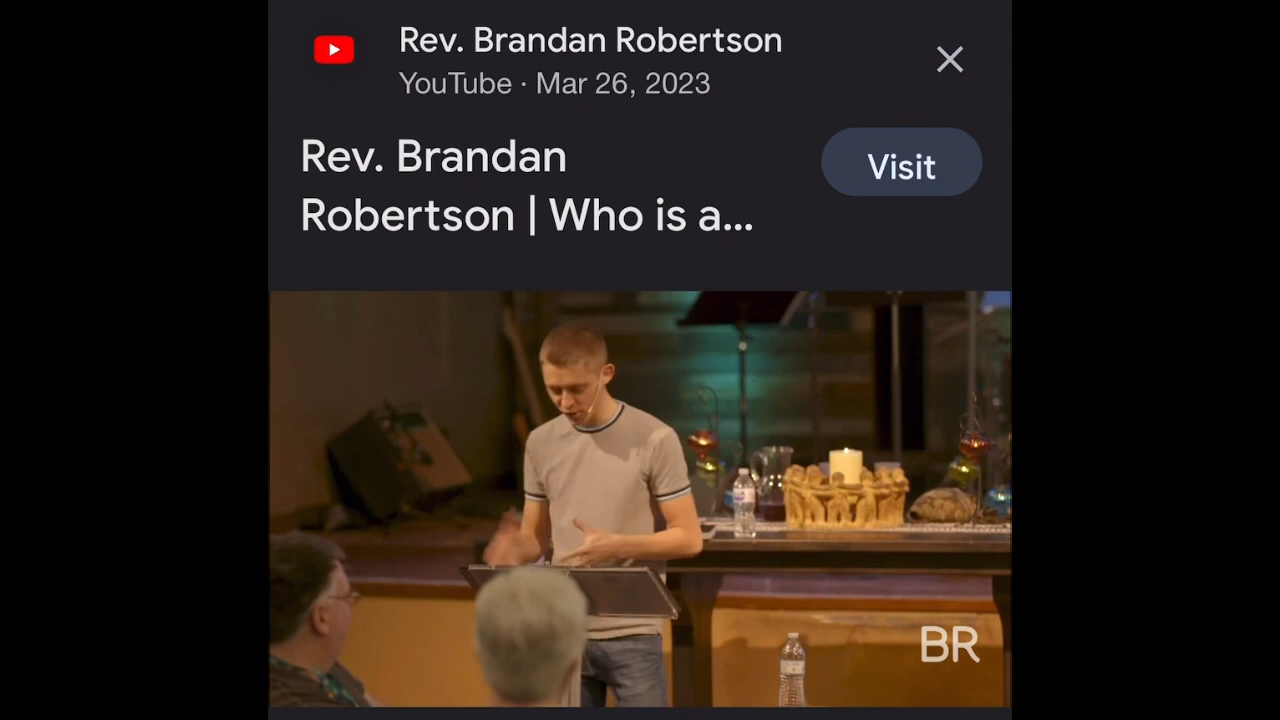 Rev. Brandan Robertson
YouTube · Mar 26, 2023
Rev. Brandan
Robertson | Who is a...
Visit
BR